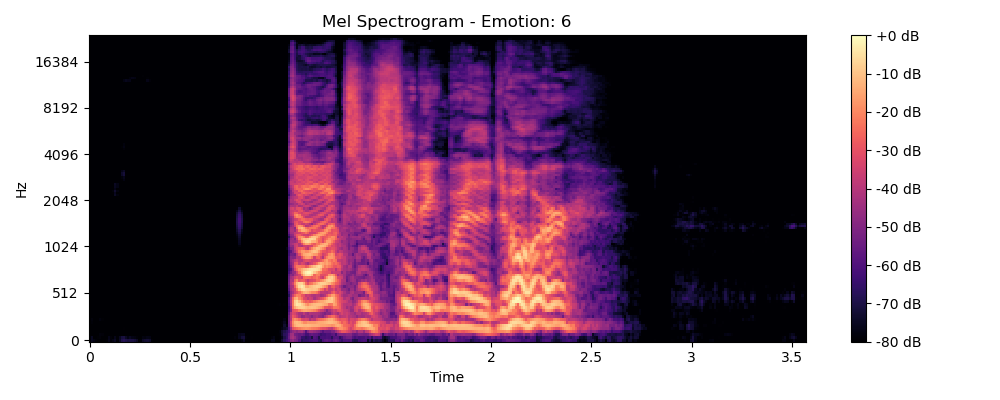 Mel Spectrogram - Emotion: 6
Hz
16384
8192
4096
2048
1024
512
0
0 0.5 1 1.5 2 2.5 3 3.5
Time
+0 dB
-10 dB
-20 dB
-30 dB
-40 dB
-50 dB
-60 dB
-70 dB
-80 dB